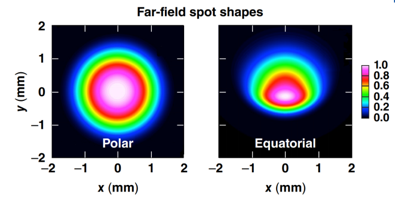 Far-field spot shapes
2
1
0
−1
−2
y (mm)
Polar
Equatorial
1.0
0.8
0.6
0.4
0.2
0.0
−2 −1 0 1 2
−2 −1 0 1 2
x (mm)
x (mm)